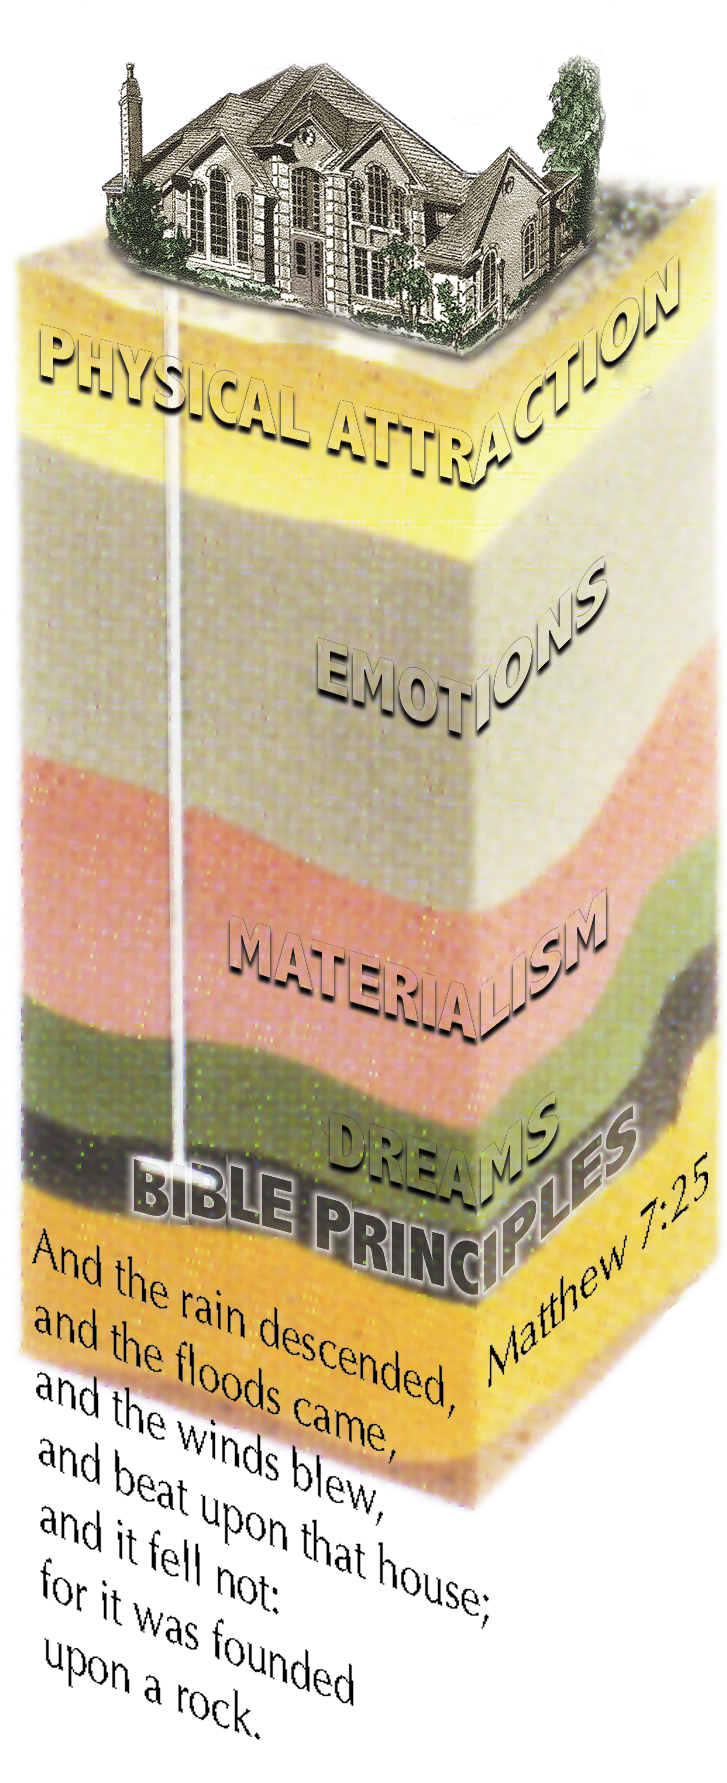 PHYSICAL ATTRACTION
EMOTIONS
MATERIALISM
DREAMS
BIBLE PRINCIPLES
And the rain descended,
and the floods came,
and the winds blew,
and beat upon that house;
and it fell not:
for it was founded
upon a rock.
Matthew 7:25